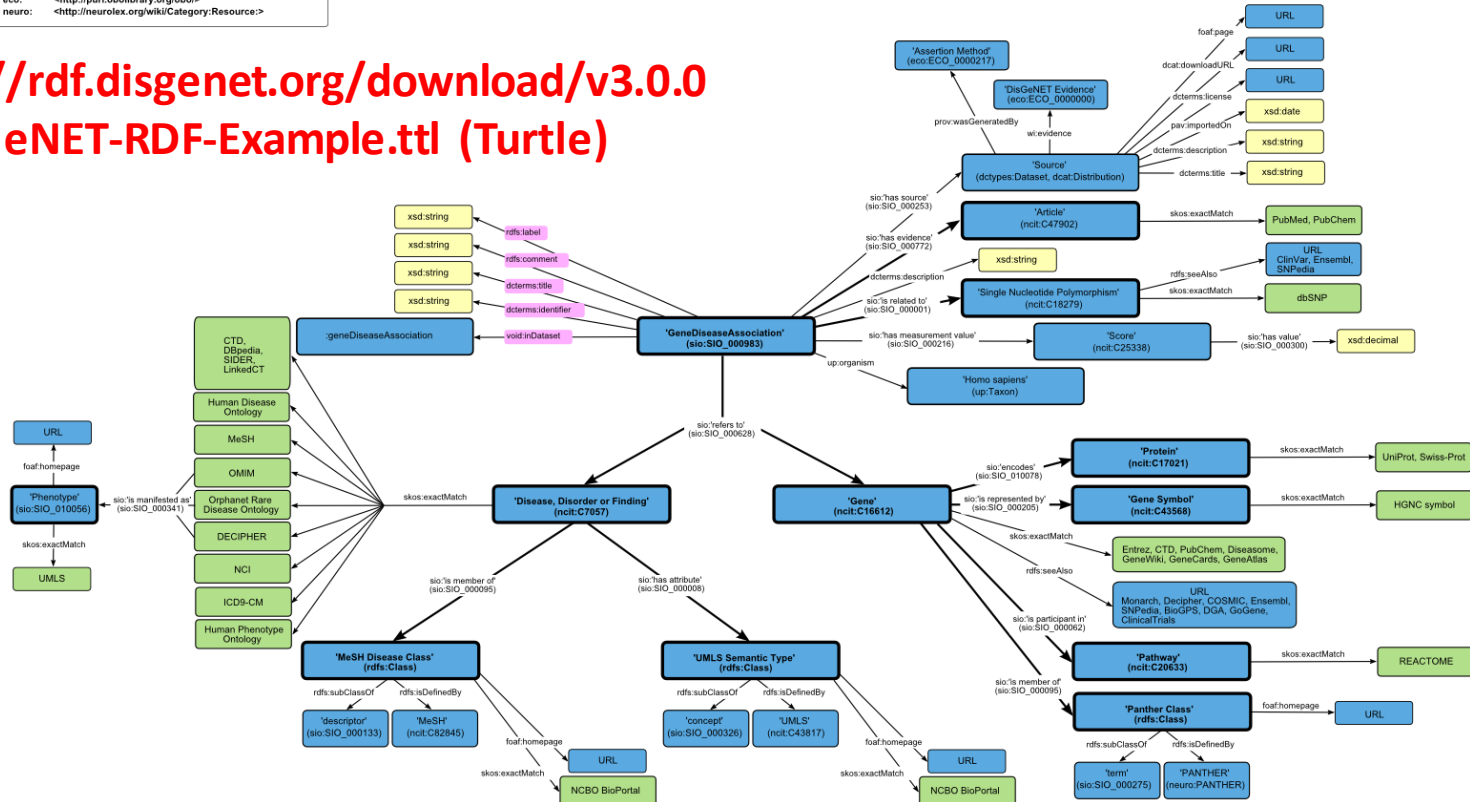 eco: <http://purl.obolibrary.org/obo/>
neuro: <http://neurolex.org/wiki/Category:Resource:>
//rdf.disgenet.org/download/v3.0.0
eNET-RDF-Example.ttl (Turtle)
'Assertion Method'
(eco:ECO_0000217)
'DisGeNET Evidence'
(eco:ECO_0000000)
prov:wasGeneratedBy
wi:evidence
foaf:page
URL
dcat:downloadURL
URL
dcterms:license
URL
pav:importedOn
xsd:date
dcterms:description
xsd:string
dcterms:title
xsd:string
'Source'
(dctypes:Dataset, dcat:Distribution)
sio:'has source'
(sio:SIO_000253)
'Article'
(ncit:C47902)
skos:exactMatch
PubMed, PubChem
sio:'has evidence'
(sio:SIO_000772)
dcterms:description
xsd:string
rdfs:seeAlso
URL
ClinVar, Ensembl,
SNPedia
sio:'is related to'
(sio:SIO_000001)
'Single Nucleotide Polymorphism'
(ncit:C18279)
skos:exactMatch
dbSNP
xsd:string
rdfs:label
xsd:string
rdfs:comment
xsd:string
dcterms:title
xsd:string
dcterms:identifier
:geneDiseaseAssociation
void:inDataset
'GeneDiseaseAssociation'
(sio:SIO_000983)
sio:'has measurement value'
(sio:SIO_000216)
'Score'
(ncit:C25338)
sio:'has value'
(sio:SIO_000300)
xsd:decimal
up:organism
'Homo sapiens'
(up:Taxon)
sio:'refers to'
(sio:SIO_000628)
CTD,
DBpedia,
SIDER,
LinkedCT
Human Disease
Ontology
MeSH
OMIM
Orphanet Rare
Disease Ontology
DECIPHER
NCI
ICD9-CM
Human Phenotype
Ontology
URL
foaf:homepage
'Phenotype'
(sio:SIO_010056)
skos:exactMatch
UMLS
sio:'is manifested as'
(sio:SIO_000341)
skos:exactMatch
'Disease, Disorder or Finding'
(ncit:C7057)
sio:'is member of'
(sio:SIO_000095)
sio:'has attribute'
(sio:SIO_000008)
'MeSH Disease Class'
(rdfs:Class)
rdfs:subClassOf
rdfs:isDefinedBy
'descriptor'
(sio:SIO_000133)
'MeSH'
(ncit:C82845)
foaf:homepage
URL
skos:exactMatch
NCBO BioPortal
'UMLS Semantic Type'
(rdfs:Class)
rdfs:subClassOf
rdfs:isDefinedBy
'concept'
(sio:SIO_000326)
'UMLS'
(ncit:C43817)
foaf:homepage
URL
skos:exactMatch
NCBO BioPortal
'Gene'
(ncit:C16612)
sio:'encodes'
(sio:SIO_010078)
'Protein'
(ncit:C17021)
skos:exactMatch
UniProt, Swiss-Prot
sio:'is represented by'
(sio:SIO_000205)
'Gene Symbol'
(ncit:C43568)
skos:exactMatch
HGNC symbol
skos:exactMatch
Entrez, CTD, PubChem, Diseasome,
GeneWiki, GeneCards, GeneAtlas
rdfs:seeAlso
URL
Monarch, Decipher, COSMIC, Ensembl,
SNPedia, BioGPS, DGA, GoGene,
ClinicalTrials
sio:'is participant in'
(sio:SIO_000062)
'Pathway'
(ncit:C20633)
skos:exactMatch
REACTOME
sio:'is member of'
(sio:SIO_000095)
'Panther Class'
(rdfs:Class)
foaf:homepage
URL
rdfs:subClassOf
rdfs:isDefinedBy
'term'
(sio:SIO_000275)
'PANTHER'
(neuro:PANTHER)